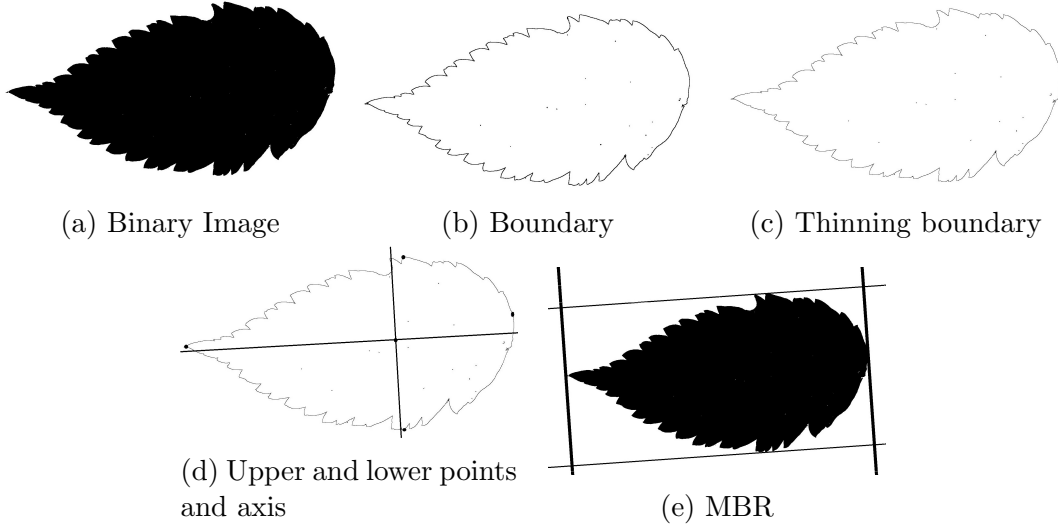 (a) Binary Image
(b) Boundary
(c) Thinning boundary
(d) Upper and lower points
and axis
(e) MBR